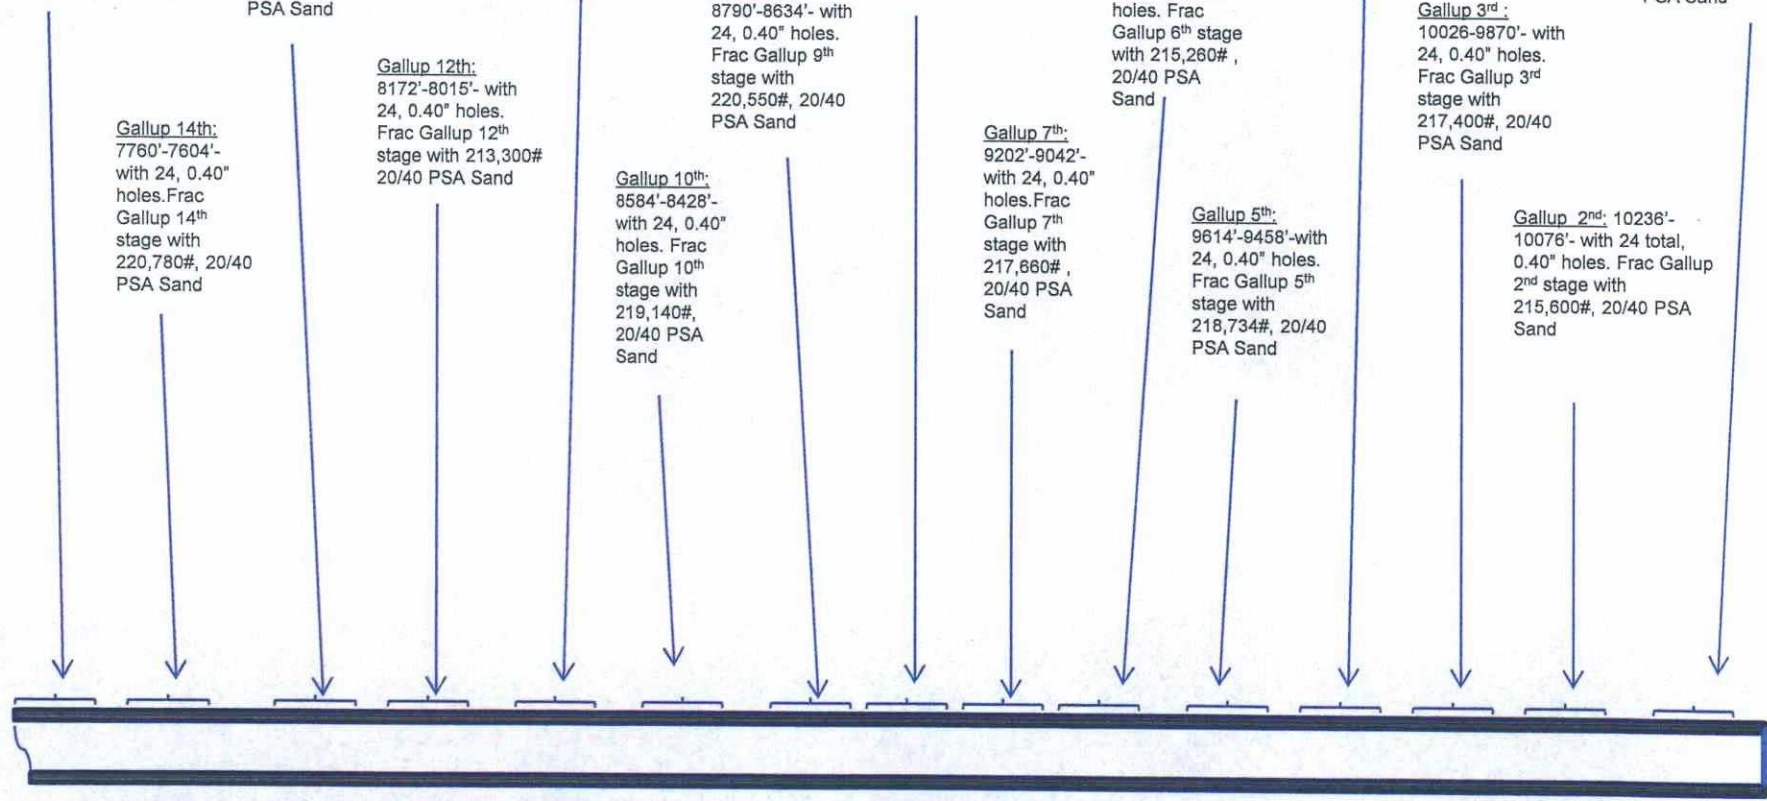 PSA Sand
Gallup 14th:
7760'-7604'-
with 24, 0.40"
holes.Frac
Gallup 14th
stage with
220,780#, 20/40
PSA Sand
Gallup 12th:
8172'-8015'- with
24, 0.40" holes.
Frac Gallup 12th
stage with 213,300#
20/40 PSA Sand
Gallup 10th:
8584'-8428'-
with 24, 0.40"
holes. Frac
Gallup 10th
stage with
219,140#,
20/40 PSA
Sand
8790'-8634'- with
24, 0.40" holes.
Frac Gallup 9th
stage with
220,550#, 20/40
PSA Sand
Gallup 7th:
9202'-9042'-
with 24, 0.40"
holes.Frac
Gallup 7th
stage with
217,660# ,
20/40 PSA
Sand
holes. Frac
Gallup 6th stage
with 215,260# ,
20/40 PSA
Sand
Gallup 5th:
9614'-9458'-with
24, 0.40" holes.
Frac Gallup 5th
stage with
218,734#, 20/40
PSA Sand
Gallup 3rd :
10026-9870'- with
24, 0.40" holes.
Frac Gallup 3rd
stage with
217,400#, 20/40
PSA Sand
Gallup 2nd: 10236'-
10076'- with 24 total,
0.40" holes. Frac Gallup
2nd stage with
215,600#, 20/40 PSA
Sand
PSA Sand